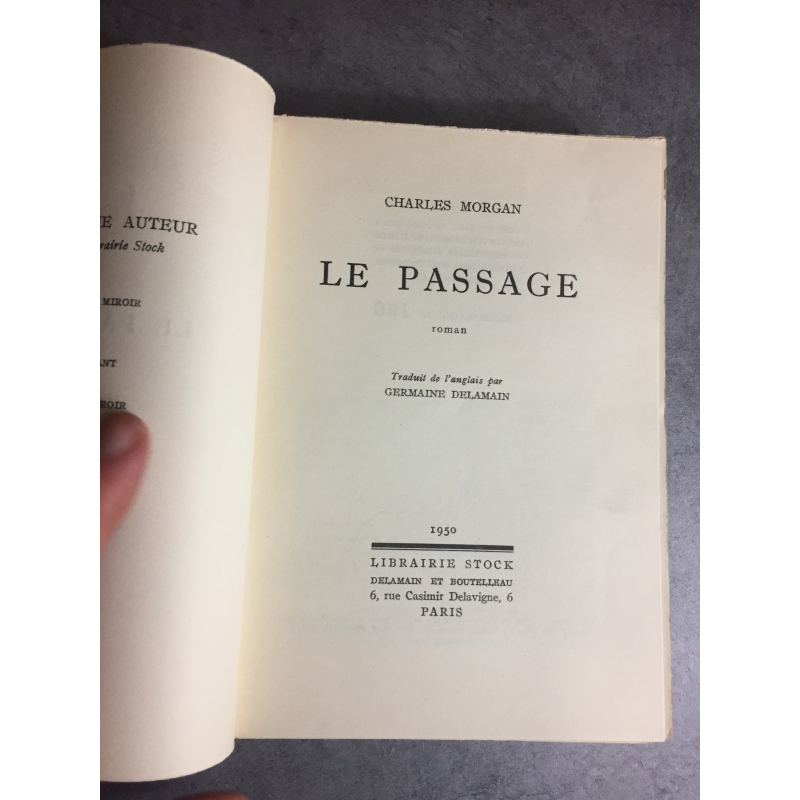 E AUTEUR
rairie Stock
MIROIR
ANT
ROIR
CHARLES MORGAN
LE PASSAGE
roman
Traduit de l'anglais par
GERMAINE DELAMAIN
1950
LIBRAIRIE STOCK
DELAMAIN ET BOUTELLEAU
6, rue Casimir Delavigne, 6
PARIS